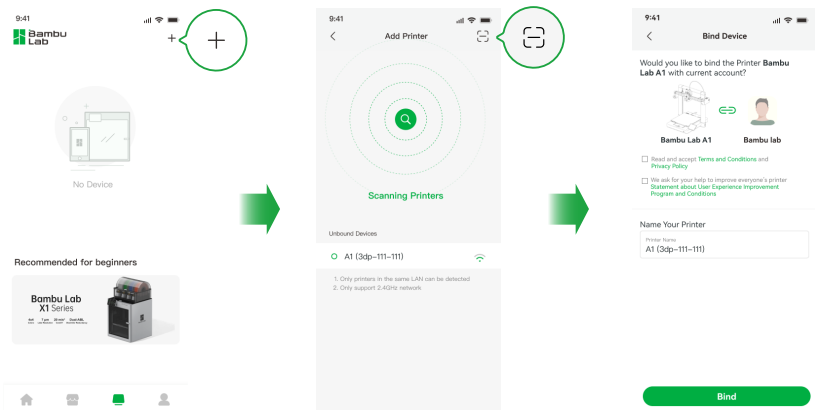 9:41
Bambu
Lab
No Device
Recommended for beginners
Bambu Lab
X1 Series
9:41
Add Printer
Scanning Printers
Unbound Devices
A1 (3dp-111-111)
1. Only printers in the same LAN can be detected
2. Only support 2.4GHz network
9:41
Bind Device
Would you like to bind the Printer Bambu
Lab A1 with current account?
Bambu Lab A1
Bambu lab
Read and accept Terms and Conditions and
Privacy Policy
We ask for your help to improve everyone's printer
Statement about User Experience Improvement
Program and Conditions
Name Your Printer
Printer Name
A1 (3dp-111-111)
Bind